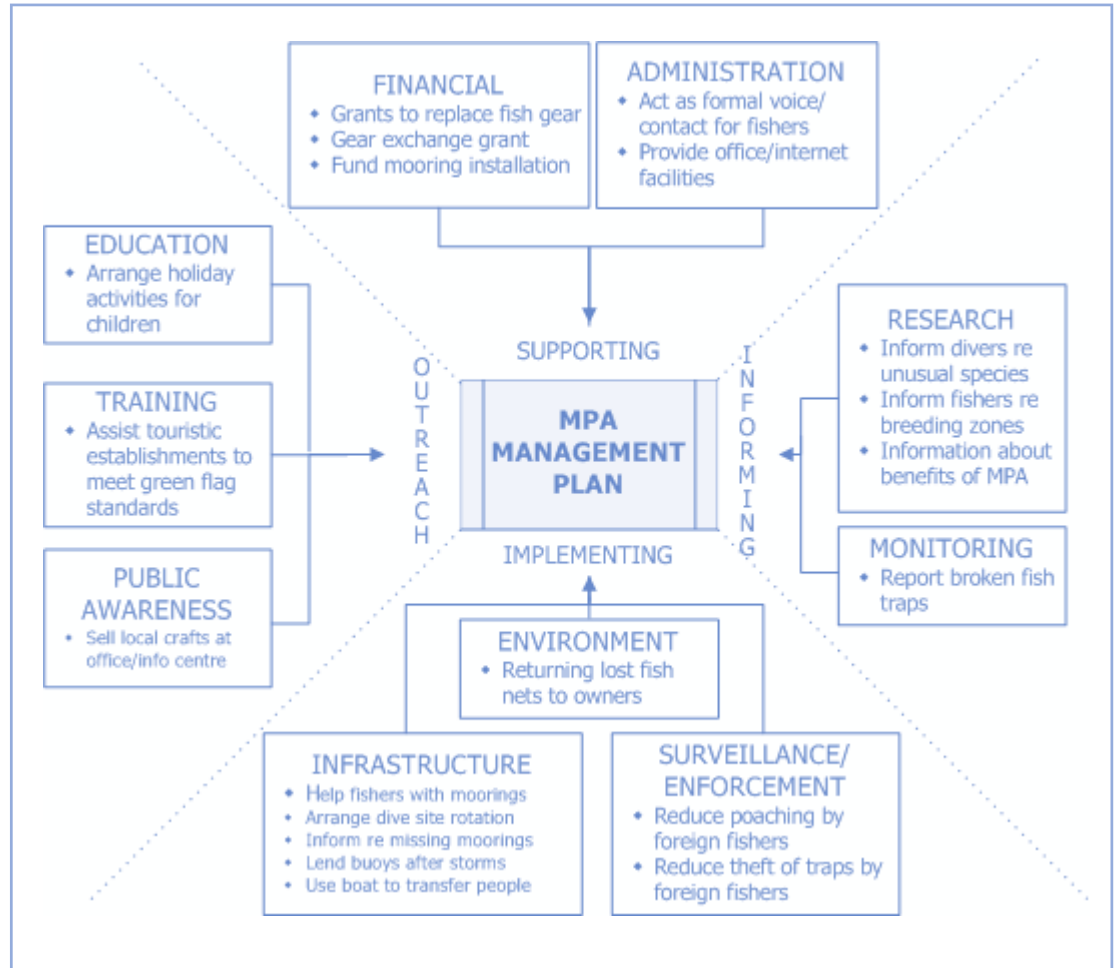 FINANCIAL
◆ Grants to replace fish gear
◆ Gear exchange grant
◆ Fund mooring installation
ADMINISTRATION
◆ Act as formal voice/
contact for fishers
◆ Provide office/internet
facilities
EDUCATION
◆ Arrange holiday
activities for
children
TRAINING
◆ Assist touristic
establishments to
meet green flag
standards
PUBLIC
AWARENESS
◆ Sell local crafts at
office/info centre
OUTREACH
SUPPORTING
MPA
MANAGEMENT
PLAN
IMPLEMENTING
INFORMING
RESEARCH
◆ Inform divers re
unusual species
◆ Inform fishers re
breeding zones
◆ Information about
benefits of MPA
MONITORING
◆ Report broken fish
traps
ENVIRONMENT
◆ Returning lost fish
nets to owners
INFRASTRUCTURE
◆ Help fishers with moorings
◆ Arrange dive site rotation
◆ Inform re missing moorings
◆ Lend buoys after storms
◆ Use boat to transfer people
SURVEILLANCE/
ENFORCEMENT
◆ Reduce poaching by
foreign fishers
◆ Reduce theft of traps by
foreign fishers